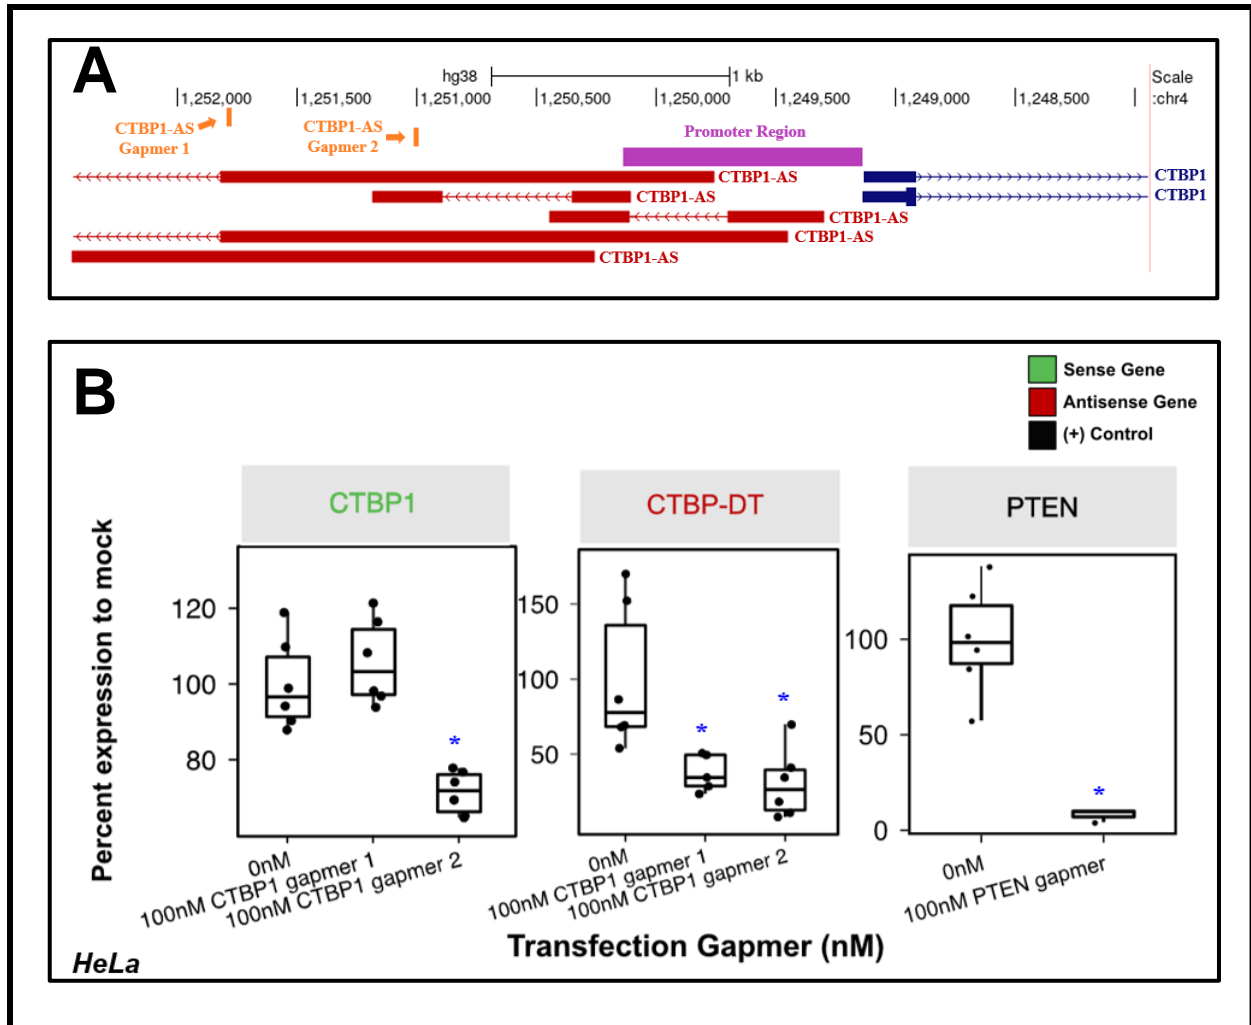 A
hg38 1 kb Scale
|1,252,000 |1,251,500 |1,251,000 |1,250,500 |1,250,000 |1,249,500 |1,249,000 |1,248,500 | :chr4
CTBP1-AS
Gapmer 1
CTBP1-AS
Gapmer 2
Promoter Region
CTBP1-AS CTBP1
CTBP1-AS CTBP1
CTBP1-AS
CTBP1-AS
CTBP1-AS
B
Sense Gene
Antisense Gene
(+) Control
Percent expression to mock
CTBP1
120
100
80
*
0nM
100nM CTBP1 gapmer 1
100nM CTBP1 gapmer 2
CTBP-DT
150
100
50
*
*
0nM
100nM CTBP1 gapmer 1
100nM CTBP1 gapmer 2
PTEN
100
50
0
*
0nM
100nM PTEN gapmer
Transfection Gapmer (nM)
HeLa